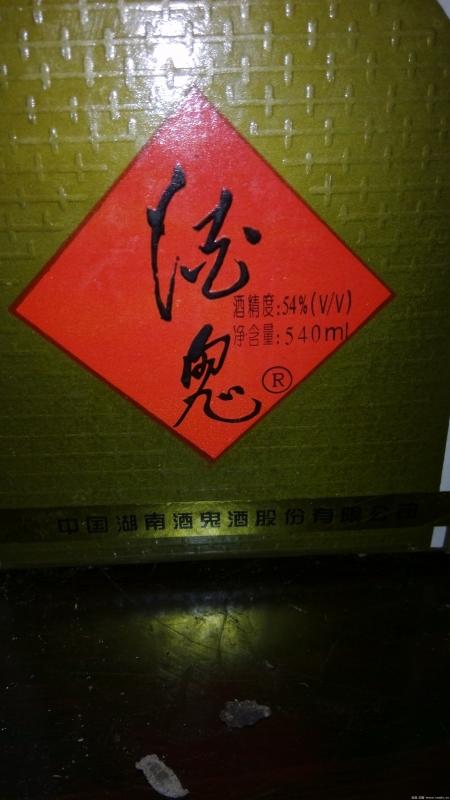 酒
鬼®
酒精度:54%(V/V)
净含量:540ml
中国湖南酒鬼酒股份有限公司